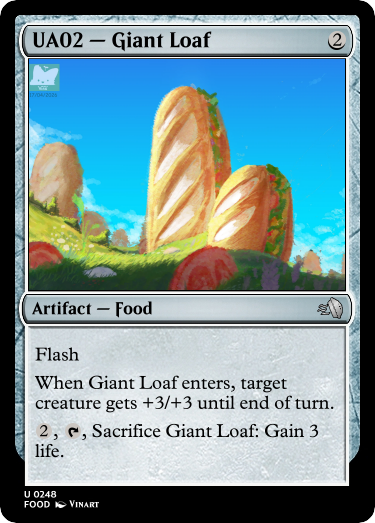 UA02 — Giant Loaf 2
Artifact — Food
Flash
When Giant Loaf enters, target
creature gets +3/+3 until end of turn.
2, , Sacrifice Giant Loaf: Gain 3
life.
U 0248
FOOD VINART